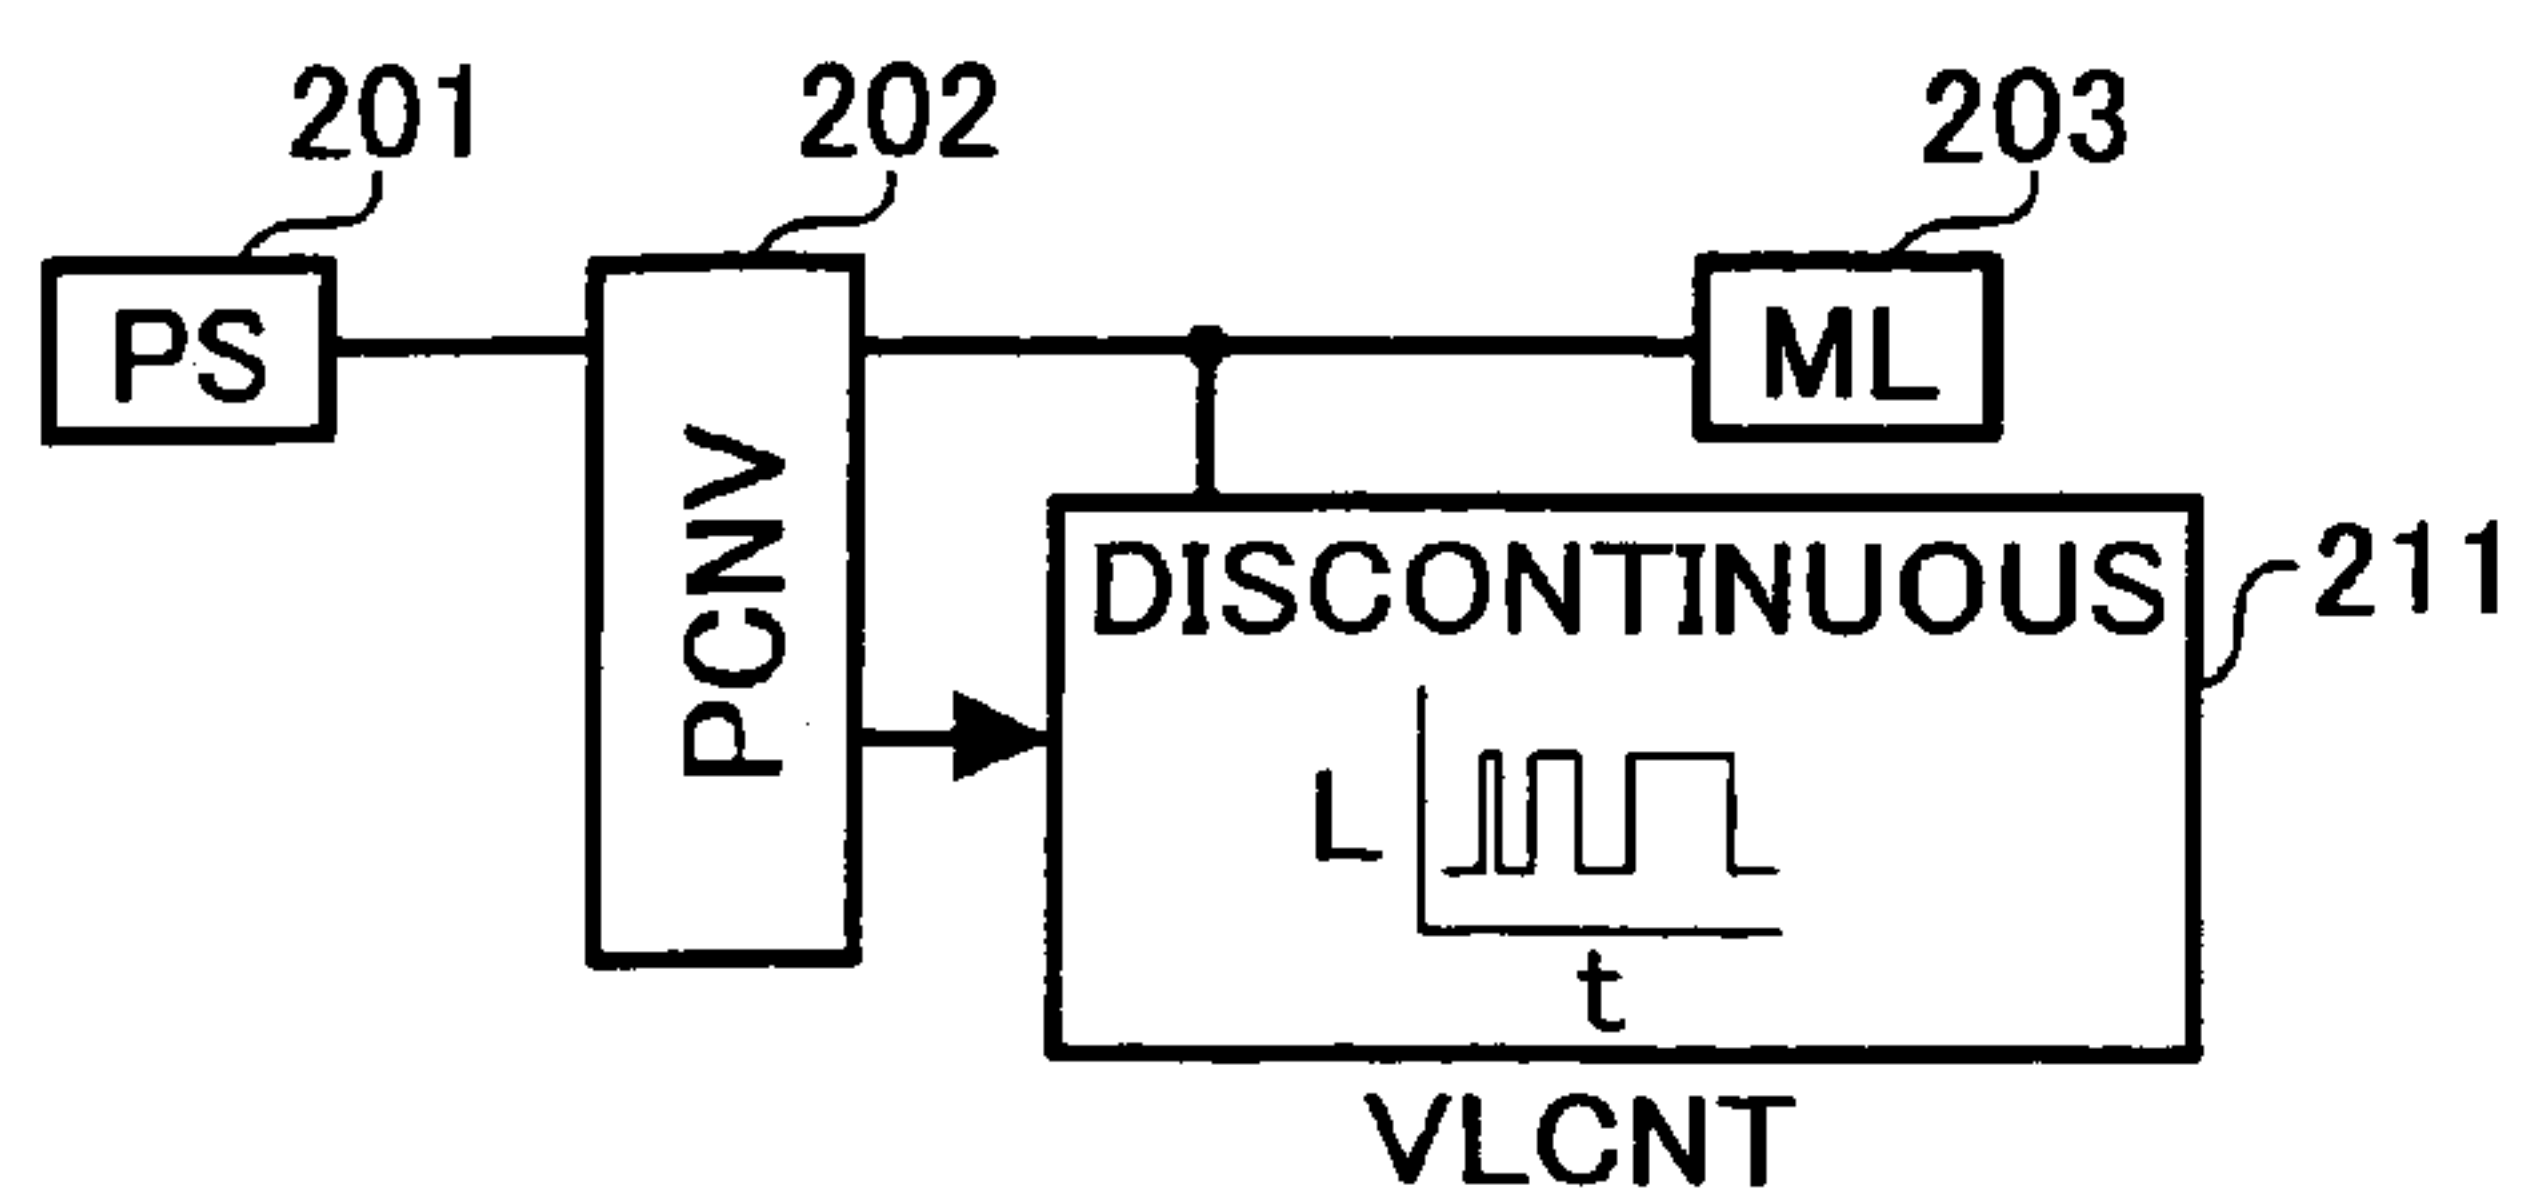 201
202
203
PS
PCNV
ML
DISCONTINUOUS
211
L
t
VLCNT